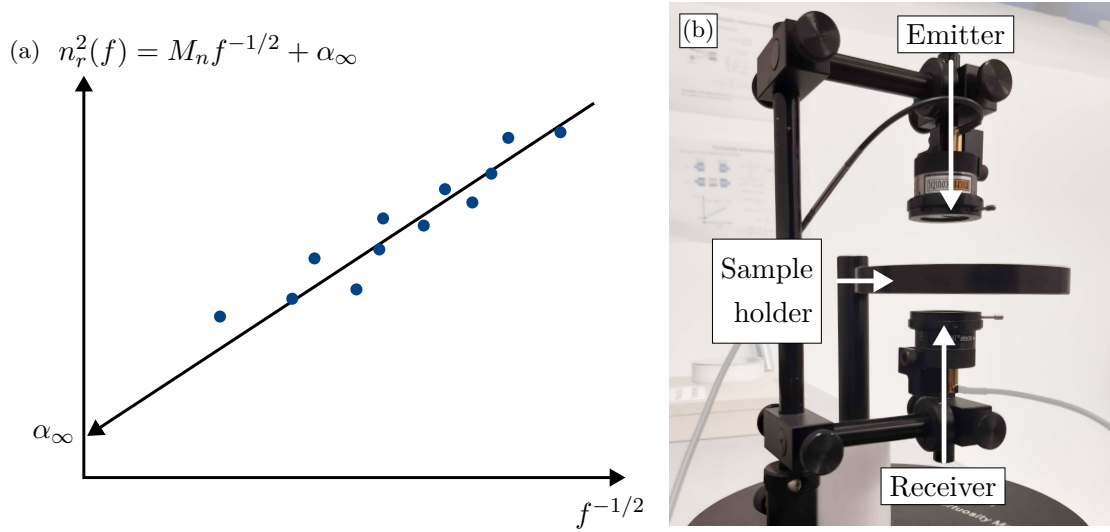 (a) n_r^2(f) = M_n f^{-1/2} + α_∞
α_∞
f^{-1/2}
(b)
Emitter
Sample
holder
Receiver